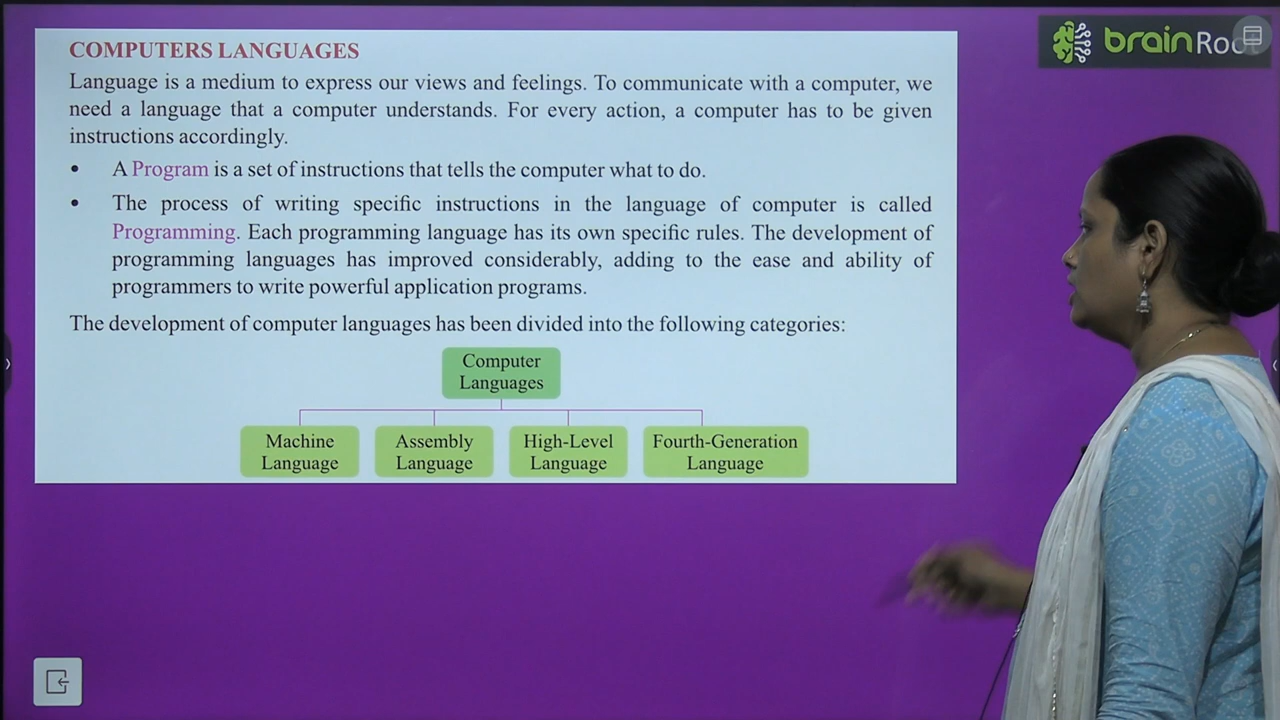 COMPUTERS LANGUAGES
Language is a medium to express our views and feelings. To communicate with a computer, we
need a language that a computer understands. For every action, a computer has to be given
instructions accordingly.
• A Program is a set of instructions that tells the computer what to do.
• The process of writing specific instructions in the language of computer is called
Programming. Each programming language has its own specific rules. The development of
programming languages has improved considerably, adding to the ease and ability of
programmers to write powerful application programs.
The development of computer languages has been divided into the following categories:
Computer
Languages
Machine
Language
Assembly
Language
High-Level
Language
Fourth-Generation
Language
brain